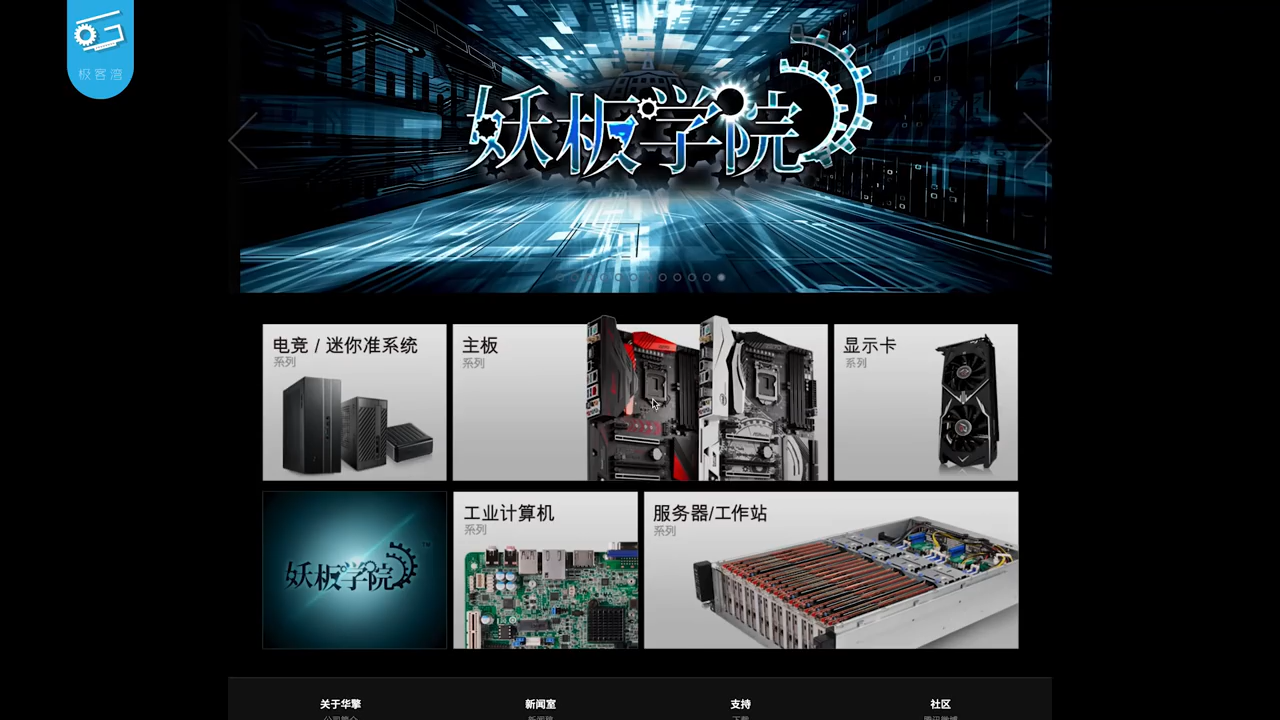 极客湾
妖板学院
电竞 / 迷你准系统
系列
主板
系列
显示卡
系列
妖板学院
工业计算机
系列
服务器/工作站
系列
关于华擎
新闻室
支持
社区